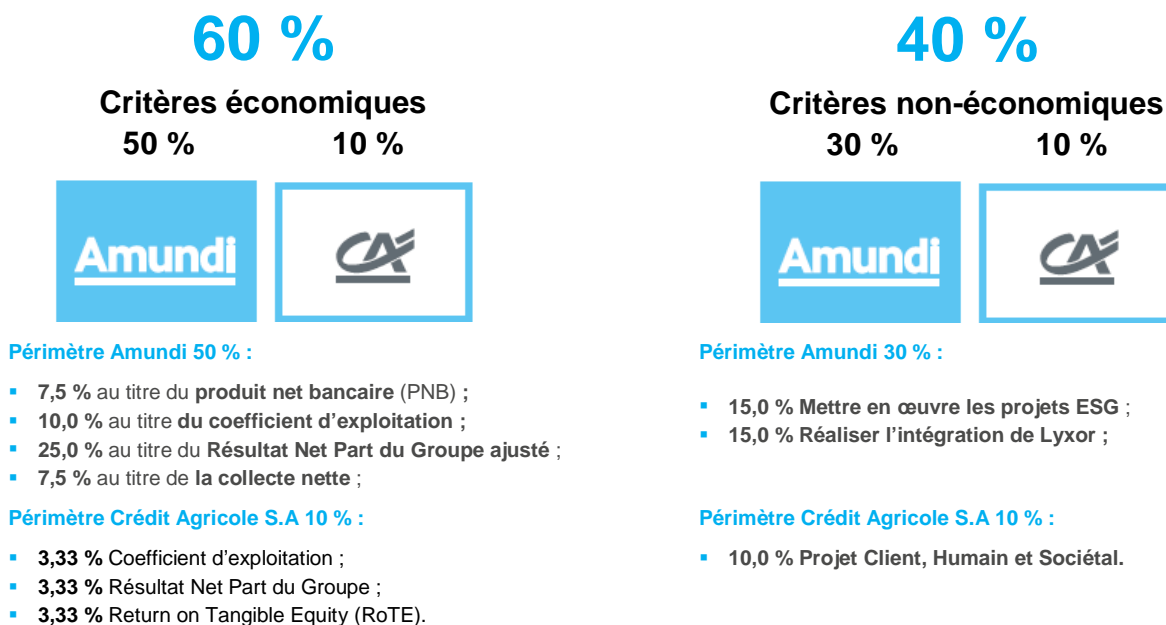 60 %
Critères économiques
50 % 10 %
Amundi
CA
Périmètre Amundi 50 % :
▪ 7,5 % au titre du produit net bancaire (PNB) ;
▪ 10,0 % au titre du coefficient d'exploitation ;
▪ 25,0 % au titre du Résultat Net Part du Groupe ajusté ;
▪ 7,5 % au titre de la collecte nette ;
Périmètre Crédit Agricole S.A 10 % :
▪ 3,33 % Coefficient d'exploitation ;
▪ 3,33 % Résultat Net Part du Groupe ;
▪ 3,33 % Return on Tangible Equity (RoTE).
40 %
Critères non-économiques
30 % 10 %
Amundi
CA
Périmètre Amundi 30 % :
▪ 15,0 % Mettre en œuvre les projets ESG ;
▪ 15,0 % Réaliser l'intégration de Lyxor ;
Périmètre Crédit Agricole S.A 10 % :
▪ 10,0 % Projet Client, Humain et Sociétal.